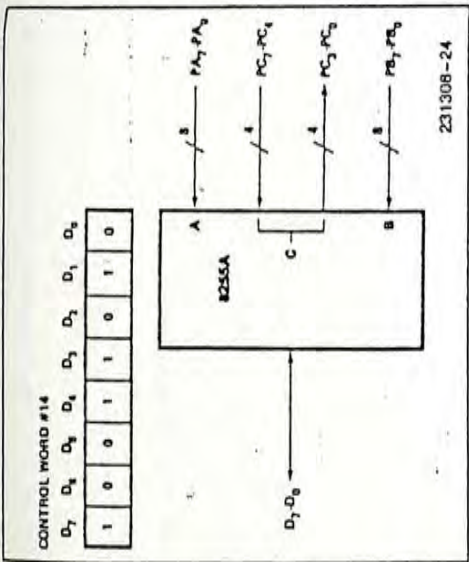 CONTROL WORD #14
D7 D6 D5 D4 D3 D2 D1 D0
1 0 0 1 1 0 1 0
8255A
A
8
PA7-PA0
4
PC7-PC4
C
4
PC3-PC0
B
8
PB7-PB0
D7-D0
231308-24